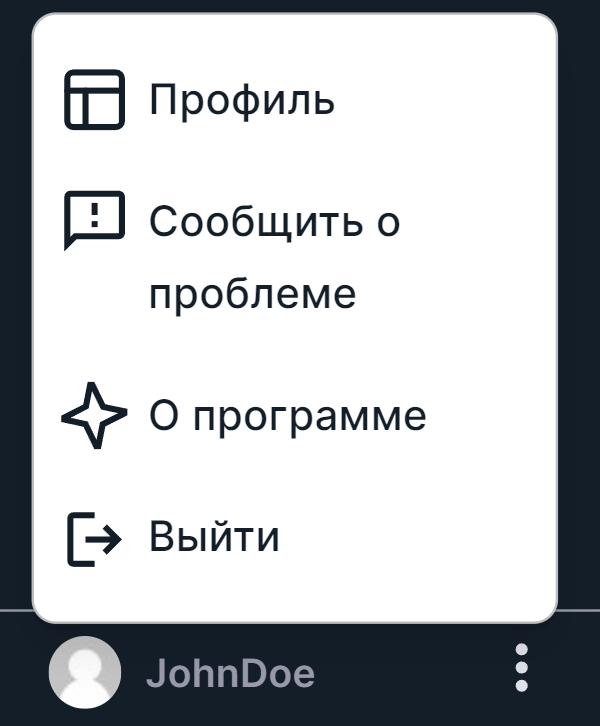 Профиль
Сообщить о
проблеме
О программе
Выйти
JohnDoe